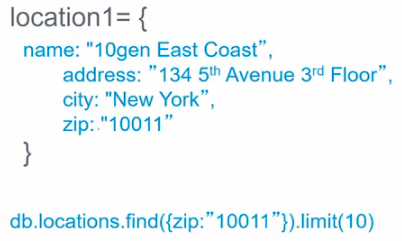 location1= {
name: "10gen East Coast”,
address: ”134 5th Avenue 3rd Floor”,
city: "New York”,
zip: "10011”
}
db.locations.find({zip:”10011”}).limit(10)